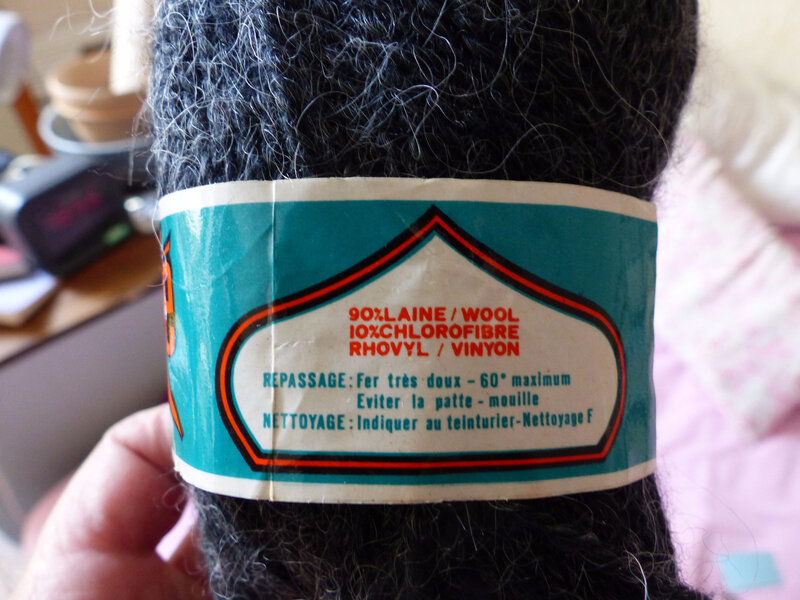 90%LAINE / WOOL
10%CHLOROFIBRE
RHOVYL / VINYON
REPASSAGE: Fer très doux - 60° maximum
Eviter la patte - mouille
NETTOYAGE: Indiquer au teinturier-Nettoyage F